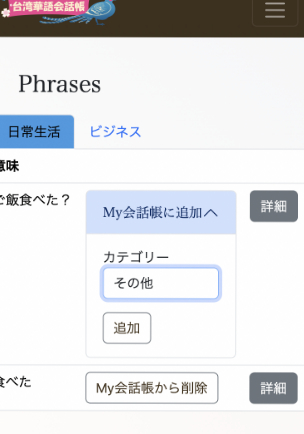 台湾華語会話帳
Phrases
日常生活 ビジネス
意味
ご飯食べた？ My会話帳に追加 詳細
カテゴリー
その他
追加
食べた My会話帳から削除 詳細